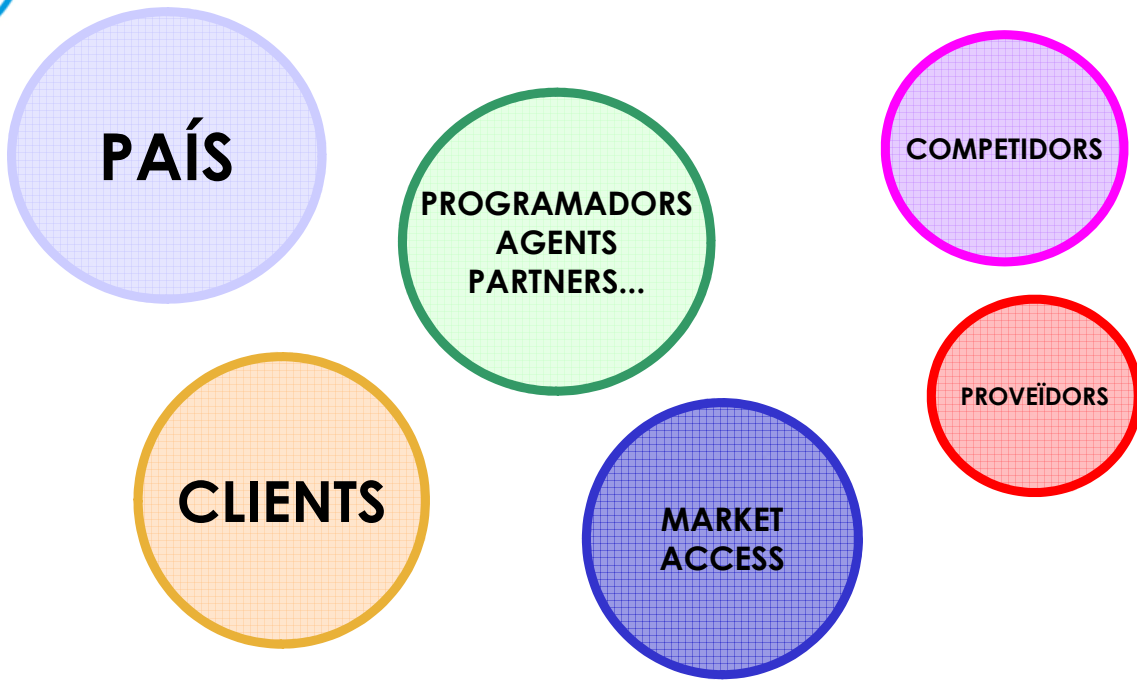 PAÍS
PROGRAMADORS
AGENTS
PARTNERS...
COMPETIDORS
PROVEÏDORS
CLIENTS
MARKET
ACCESS